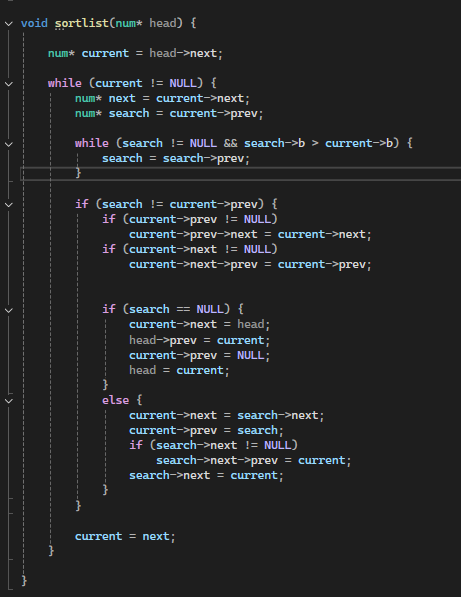 void sortlist(num* head) {
num* current = head->next;
while (current != NULL) {
num* next = current->next;
num* search = current->prev;
while (search != NULL && search->b > current->b) {
search = search->prev;
}
if (search != current->prev) {
if (current->prev != NULL)
current->prev->next = current->next;
if (current->next != NULL)
current->next->prev = current->prev;
if (search == NULL) {
current->next = head;
head->prev = current;
current->prev = NULL;
head = current;
}
else {
current->next = search->next;
current->prev = search;
if (search->next != NULL)
search->next->prev = current;
search->next = current;
}
}
current = next;
}
}